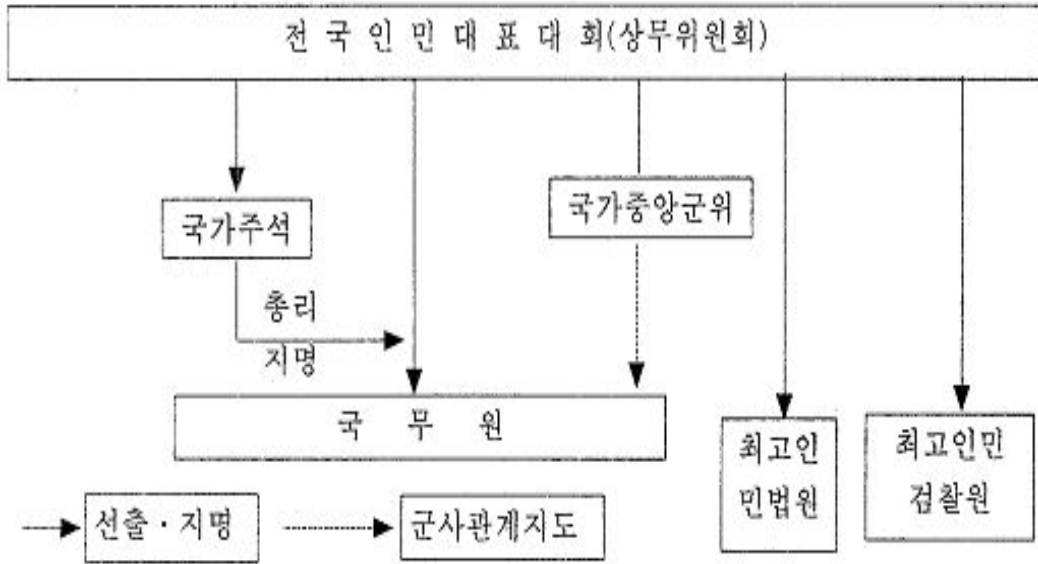 전 국 인 민 대 표 대 회(상무위원회)
국가주석
국가중앙군위
총리
지명
국 무 원
최고인
민법원
최고인민
검찰원
선출·지명
군사관계지도